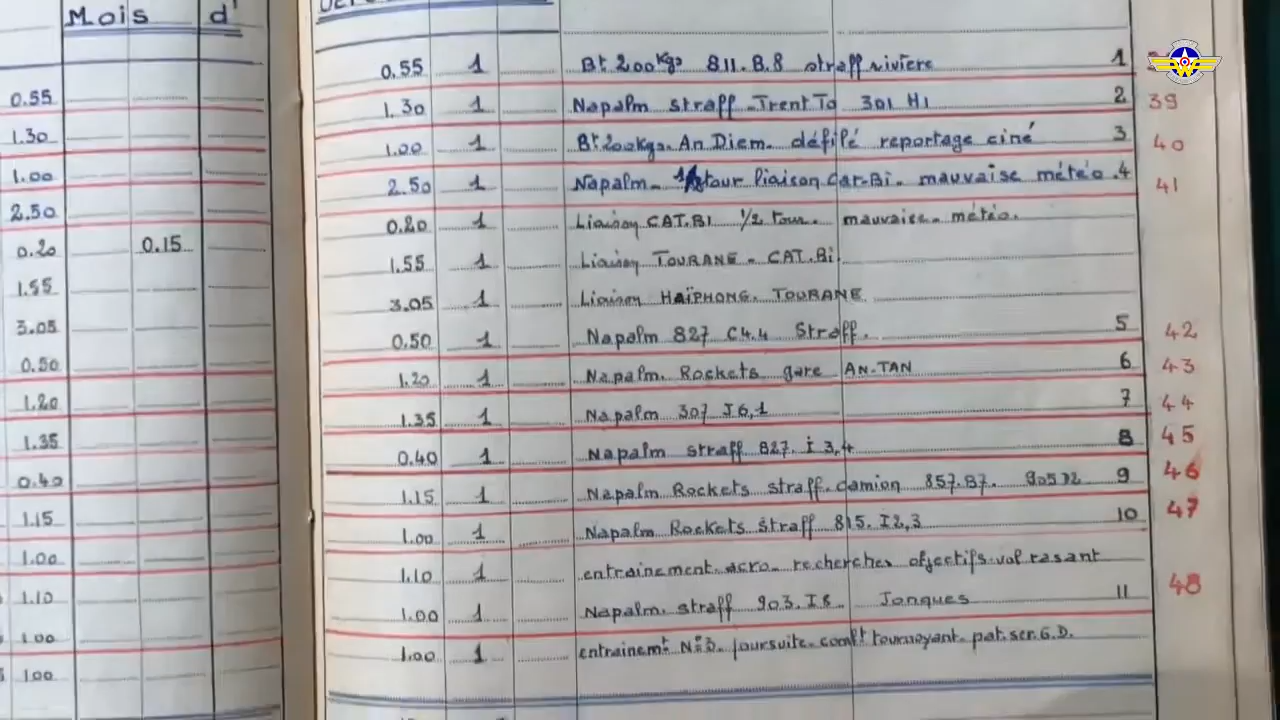 Mois d'
0.55 1 Bt 200kgs 811.B.8 straff rivière 1
0.55
1.30 1 Napalm straff Trent To 301 H1 2 39
1.30
1.00 1 Bt 200kgs. An Diem. défilé reportage ciné 3 40
1.00
2.50 1 Napalm tour liaison Cat-Bi. mauvaise météo. 4 41
2.50
0.20 1 Liaison CAT.BI 1/2 tour. mauvaise météo.
0.20 0.15
1.55 1 Liaison TOURANE - CAT.Bi
1.55
3.05 1 Liaison HAÏPHONG. TOURANE
3.05
0.50 1 Napalm 827 C4.4 Straff. 5 42
0.50
1.20 1 Napalm. Rockets gare AN-TAN 6 43
1.20
1.35 1 Napalm 307 J6,1 7 44
1.35
0.40 1 Napalm straff 827. I 3,4 8 45
0.40
1.15 1 Napalm Rockets straff camion 857.B7. 9 46
1.15
1.00 1 Napalm Rockets straff 815. I2,3 10 47
1.00
1.10 1 entrainement acro. recherches objectifs vol rasant
1.10
1.00 1 Napalm. straff 903.I8 Jonques 11 48
1.00
1.00 1 entrainemt poursuite combt tournoyant. pat. ser. G.D.
1.00